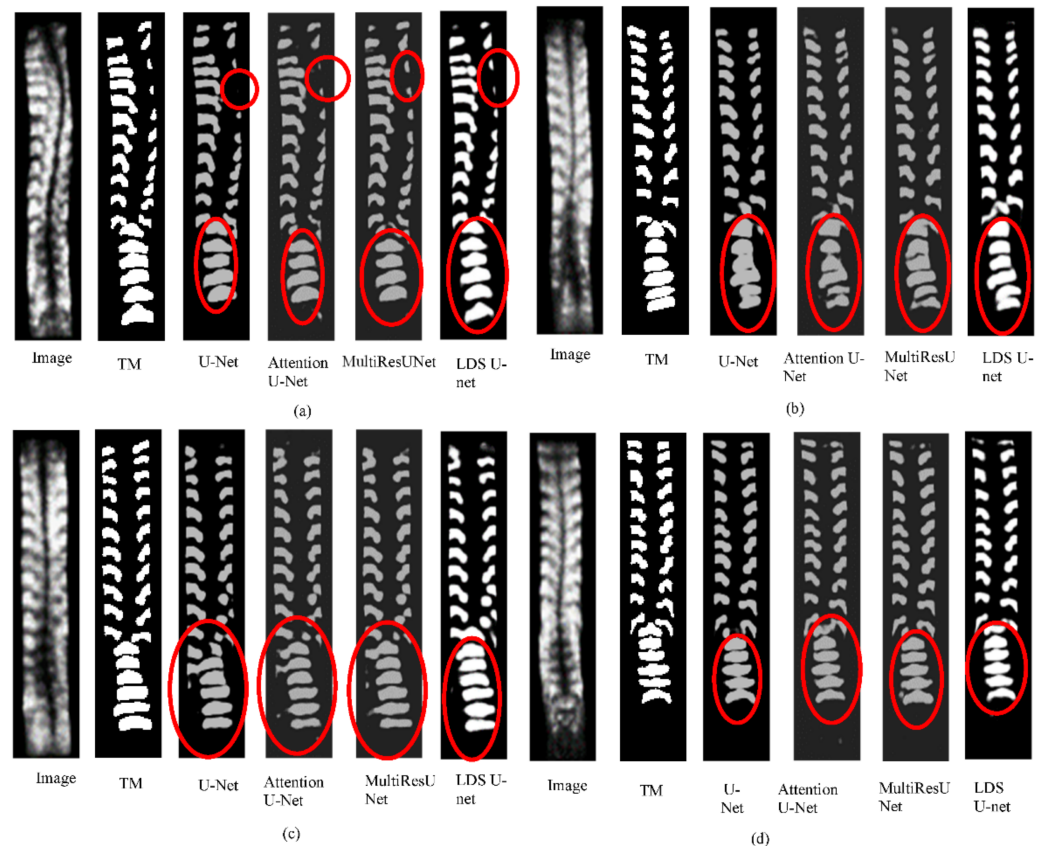 Image
TM
U-Net
Attention
U-Net
MultiResUNet
LDS U-
net
(a)
Image
TM
U-Net
Attention U-
Net
MultiResU
Net
LDS U-
net
(b)
Image
TM
U-Net
Attention
U-Net
MultiResU
Net
LDS U-
net
(c)
Image
TM
U-
Net
Attention
U-Net
MultiResU
Net
LDS
U-net
(d)